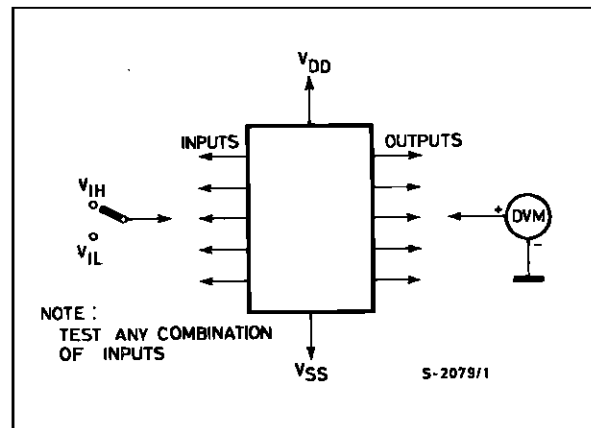 VDD
INPUTS
OUTPUTS
VIH
VIL
+
DVM
-
NOTE :
TEST ANY COMBINATION
OF INPUTS
VSS
S-2079/1